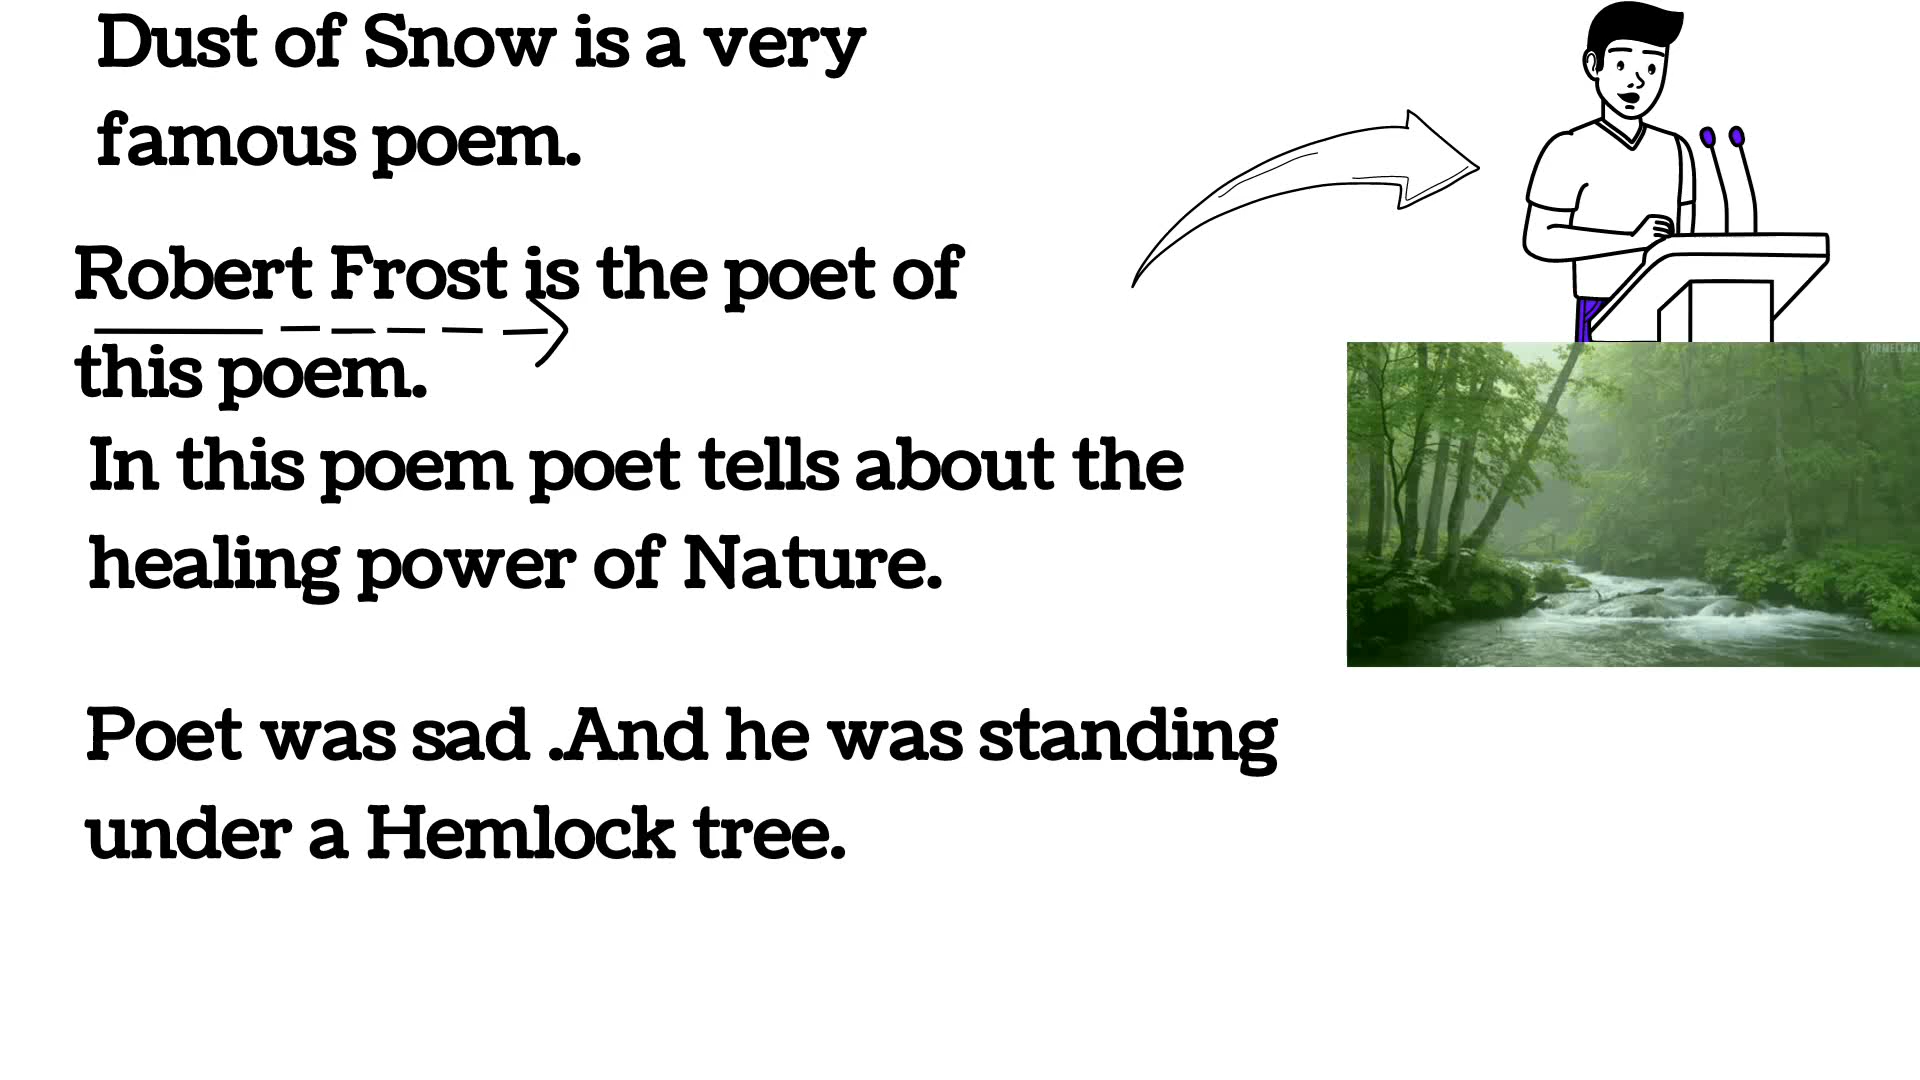 Dust of Snow is a very
famous poem.
Robert Frost is the poet of
this poem.
In this poem poet tells about the
healing power of Nature.
Poet was sad .And he was standing
under a Hemlock tree.